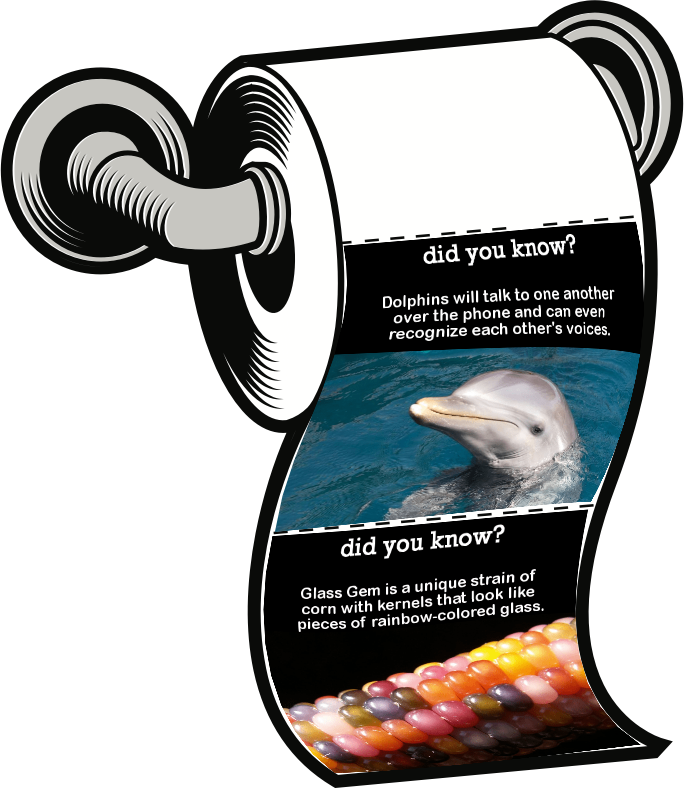 did you know?
Dolphins will talk to one another
over the phone and can even
recognize each other's voices.
did you know?
Glass Gem is a unique strain of
corn with kernels that look like
pieces of rainbow-colored glass.